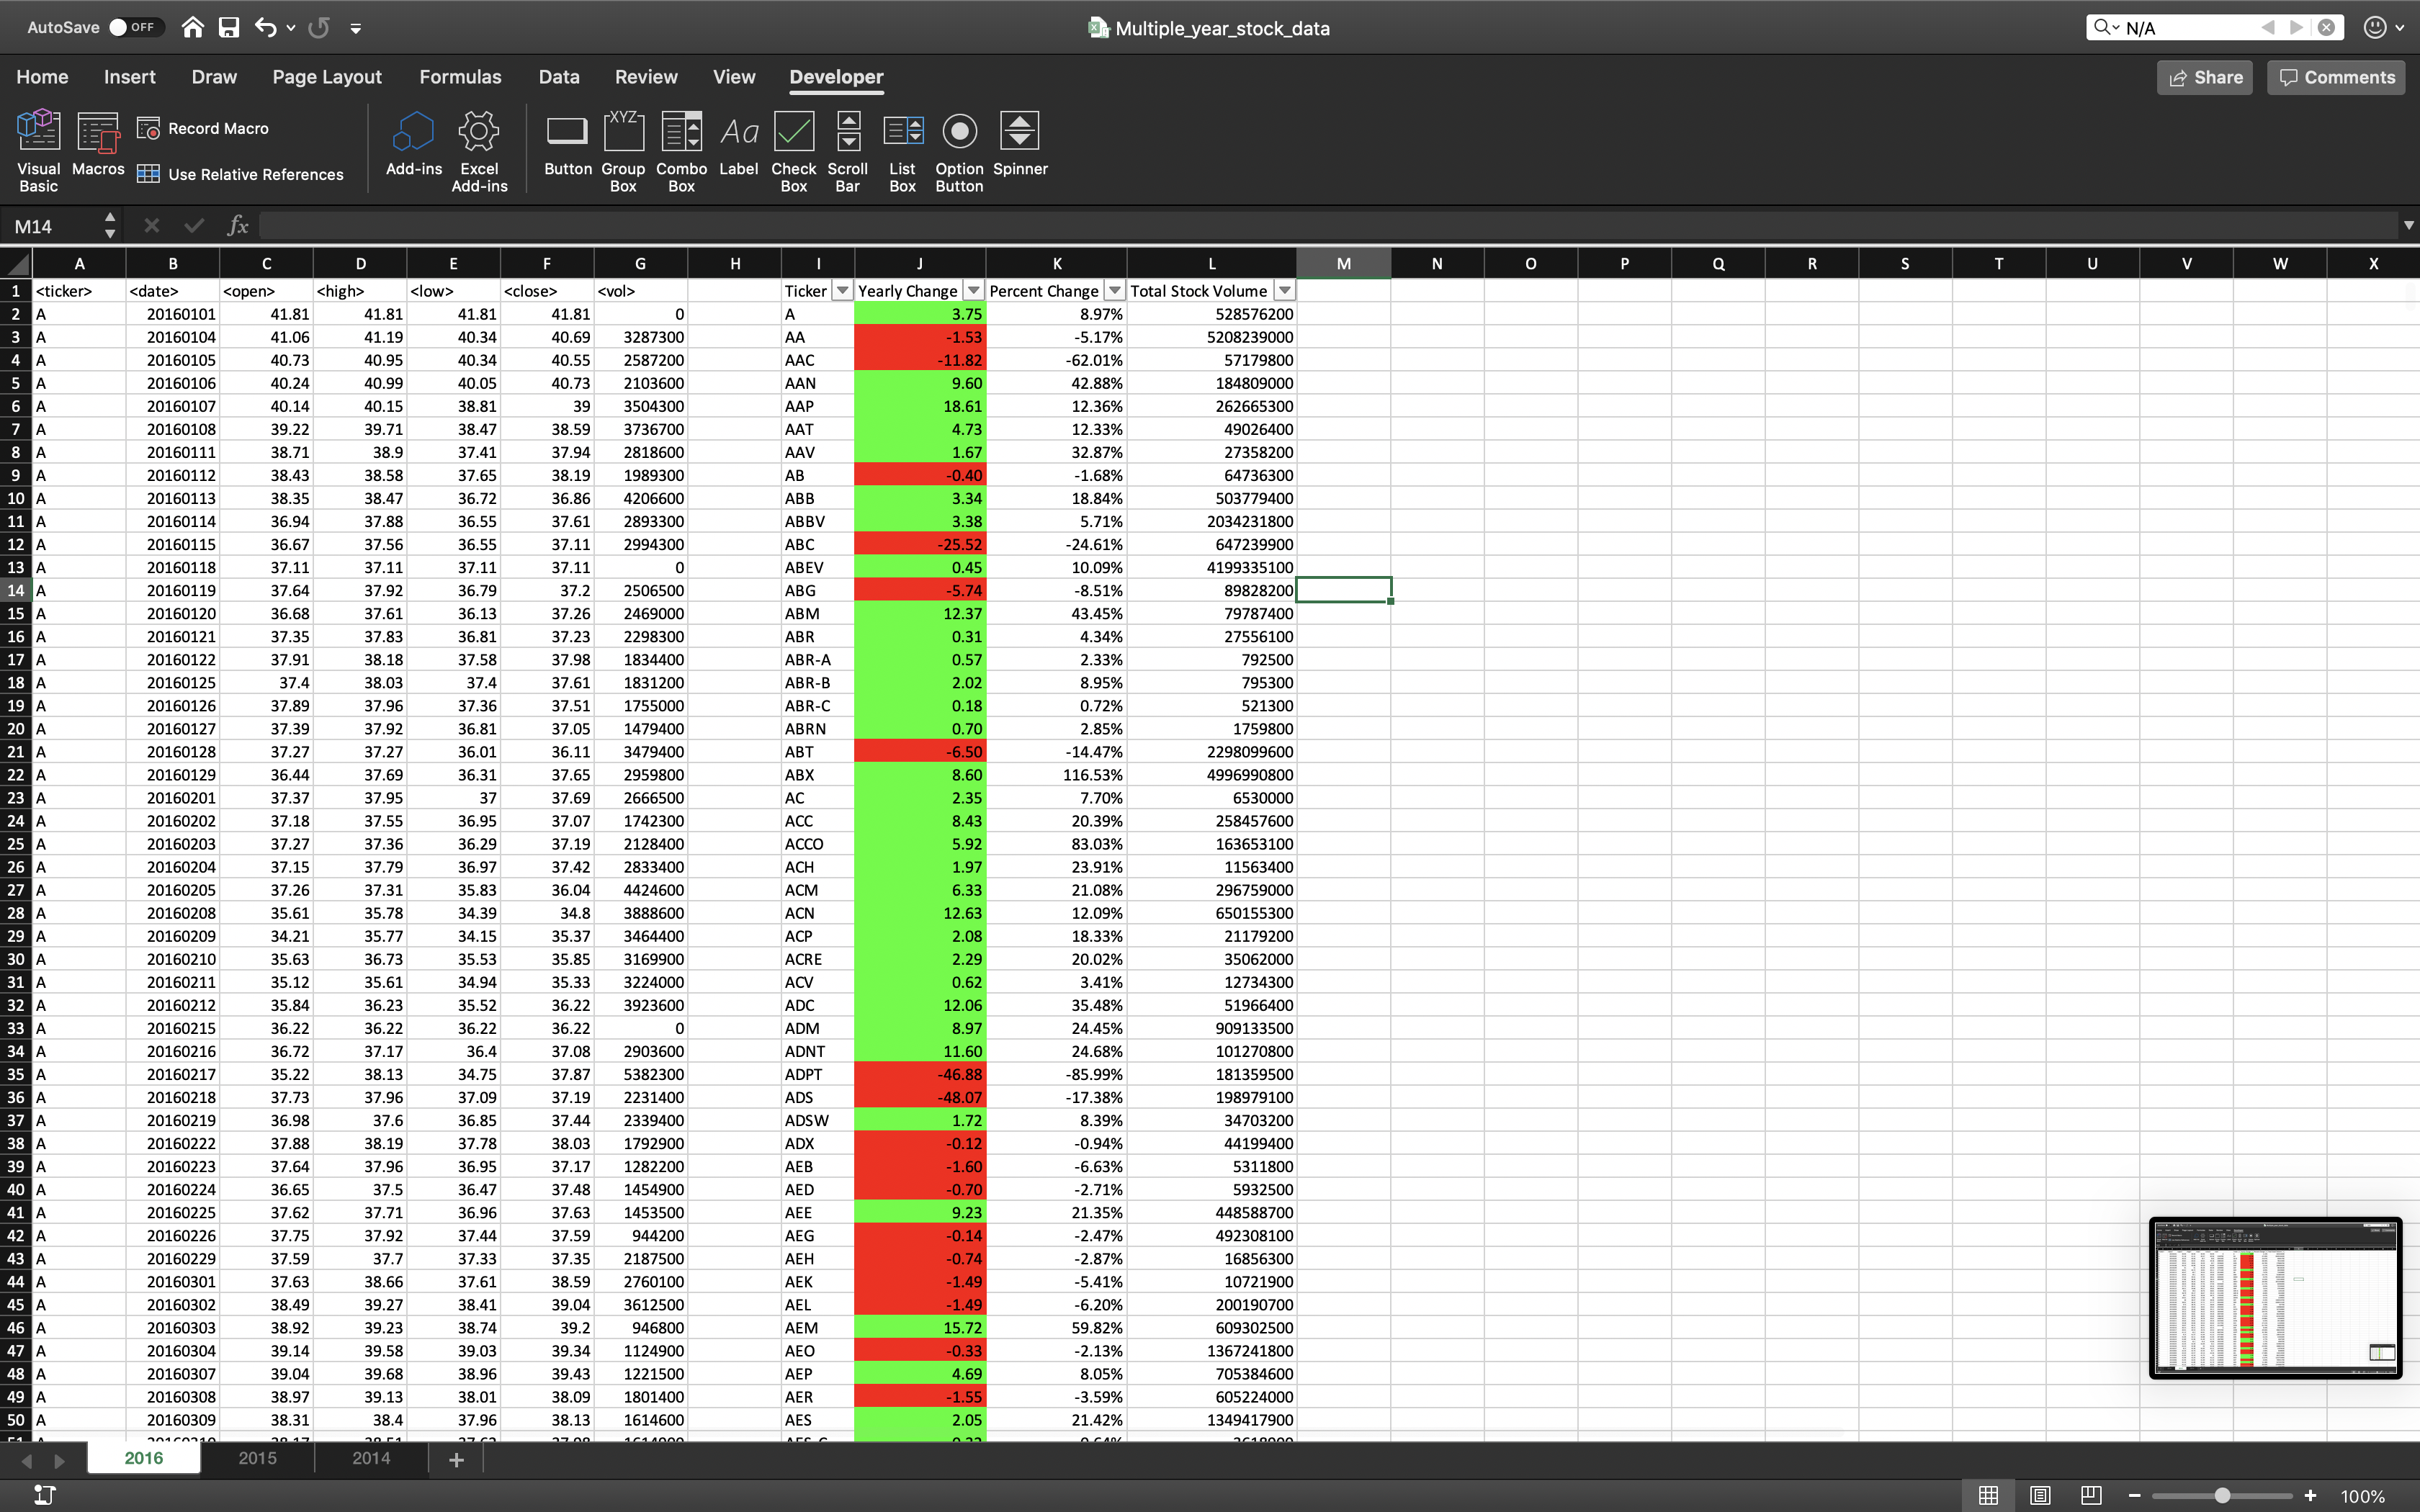 AutoSave OFF Multiple_year_stock_data N/A
Home Insert Draw Page Layout Formulas Data Review View Developer Share Comments
Visual Basic Macros Record Macro Use Relative References Add-ins Excel Add-ins Button Group Box Combo Box Label Check Box Scroll Bar List Box Option Button Spinner
XYZ Aa
M14 fx
A B C D E F G H I J K L M N O P Q R S T U V W X
1 <ticker> <date> <open> <high> <low> <close> <vol> Ticker Yearly Change Percent Change Total Stock Volume
2 A 20160101 41.81 41.81 41.81 41.81 0 A 3.75 8.97% 528576200
3 A 20160104 41.06 41.19 40.34 40.69 3287300 AA -1.53 -5.17% 5208239000
4 A 20160105 40.73 40.95 40.34 40.55 2587200 AAC -11.82 -62.01% 57179800
5 A 20160106 40.24 40.99 40.05 40.73 2103600 AAN 9.60 42.88% 184809000
6 A 20160107 40.14 40.15 38.81 39 3504300 AAP 18.61 12.36% 262665300
7 A 20160108 39.22 39.71 38.47 38.59 3736700 AAT 4.73 12.33% 49026400
8 A 20160111 38.71 38.9 37.41 37.94 2818600 AAV 1.67 32.87% 27358200
9 A 20160112 38.43 38.58 37.65 38.19 1989300 AB -0.40 -1.68% 64736300
10 A 20160113 38.35 38.47 36.72 36.86 4206600 ABB 3.34 18.84% 503779400
11 A 20160114 36.94 37.88 36.55 37.61 2893300 ABBV 3.38 5.71% 2034231800
12 A 20160115 36.67 37.56 36.55 37.11 2994300 ABC -25.52 -24.61% 647239900
13 A 20160118 37.11 37.11 37.11 37.11 0 ABEV 0.45 10.09% 4199335100
14 A 20160119 37.64 37.92 36.79 37.2 2506500 ABG -5.74 -8.51% 89828200
15 A 20160120 36.68 37.61 36.13 37.26 2469000 ABM 12.37 43.45% 79787400
16 A 20160121 37.35 37.83 36.81 37.23 2298300 ABR 0.31 4.34% 27556100
17 A 20160122 37.91 38.18 37.58 37.98 1834400 ABR-A 0.57 2.33% 792500
18 A 20160125 37.4 38.03 37.4 37.61 1831200 ABR-B 2.02 8.95% 795300
19 A 20160126 37.89 37.96 37.36 37.51 1755000 ABR-C 0.18 0.72% 521300
20 A 20160127 37.39 37.92 36.81 37.05 1479400 ABRN 0.70 2.85% 1759800
21 A 20160128 37.27 37.27 36.01 36.11 3479400 ABT -6.50 -14.47% 2298099600
22 A 20160129 36.44 37.69 36.31 37.65 2959800 ABX 8.60 116.53% 4996990800
23 A 20160201 37.37 37.95 37 37.69 2666500 AC 2.35 7.70% 6530000
24 A 20160202 37.18 37.55 36.95 37.07 1742300 ACC 8.43 20.39% 258457600
25 A 20160203 37.27 37.36 36.29 37.19 2128400 ACCO 5.92 83.03% 163653100
26 A 20160204 37.15 37.79 36.97 37.42 2833400 ACH 1.97 23.91% 11563400
27 A 20160205 37.26 37.31 35.83 36.04 4424600 ACM 6.33 21.08% 296759000
28 A 20160208 35.61 35.78 34.39 34.8 3888600 ACN 12.63 12.09% 650155300
29 A 20160209 34.21 35.77 34.15 35.37 3464400 ACP 2.08 18.33% 21179200
30 A 20160210 35.63 36.73 35.53 35.85 3169900 ACRE 2.29 20.02% 35062000
31 A 20160211 35.12 35.61 34.94 35.33 3224000 ACV 0.62 3.41% 12734300
32 A 20160212 35.84 36.23 35.52 36.22 3923600 ADC 12.06 35.48% 51966400
33 A 20160215 36.22 36.22 36.22 36.22 0 ADM 8.97 24.45% 909133500
34 A 20160216 36.72 37.17 36.4 37.08 2903600 ADNT 11.60 24.68% 101270800
35 A 20160217 35.22 38.13 34.75 37.87 5382300 ADPT -46.88 -85.99% 181359500
36 A 20160218 37.73 37.96 37.09 37.19 2231400 ADS -48.07 -17.38% 198979100
37 A 20160219 36.98 37.6 36.85 37.44 2339400 ADSW 1.72 8.39% 34703200
38 A 20160222 37.88 38.19 37.78 38.03 1792900 ADX -0.12 -0.94% 44199400
39 A 20160223 37.64 37.96 36.95 37.17 1282200 AEB -1.60 -6.63% 5311800
40 A 20160224 36.65 37.5 36.47 37.48 1454900 AED -0.70 -2.71% 5932500
41 A 20160225 37.62 37.71 36.96 37.63 1453500 AEE 9.23 21.35% 448588700
42 A 20160226 37.75 37.92 37.44 37.59 944200 AEG -0.14 -2.47% 492308100
43 A 20160229 37.59 37.7 37.33 37.35 2187500 AEH -0.74 -2.87% 16856300
44 A 20160301 37.63 38.66 37.61 38.59 2760100 AEK -1.49 -5.41% 10721900
45 A 20160302 38.49 39.27 38.41 39.04 3612500 AEL -1.49 -6.20% 200190700
46 A 20160303 38.92 39.23 38.74 39.2 946800 AEM 15.72 59.82% 609302500
47 A 20160304 39.14 39.58 39.03 39.34 1124900 AEO -0.33 -2.13% 1367241800
48 A 20160307 39.04 39.68 38.96 39.43 1221500 AEP 4.69 8.05% 705384600
49 A 20160308 38.97 39.13 38.01 38.09 1801400 AER -1.55 -3.59% 605224000
50 A 20160309 38.31 38.4 37.96 38.13 1614600 AES 2.05 21.42% 1349417900
2016 2015 2014
100%